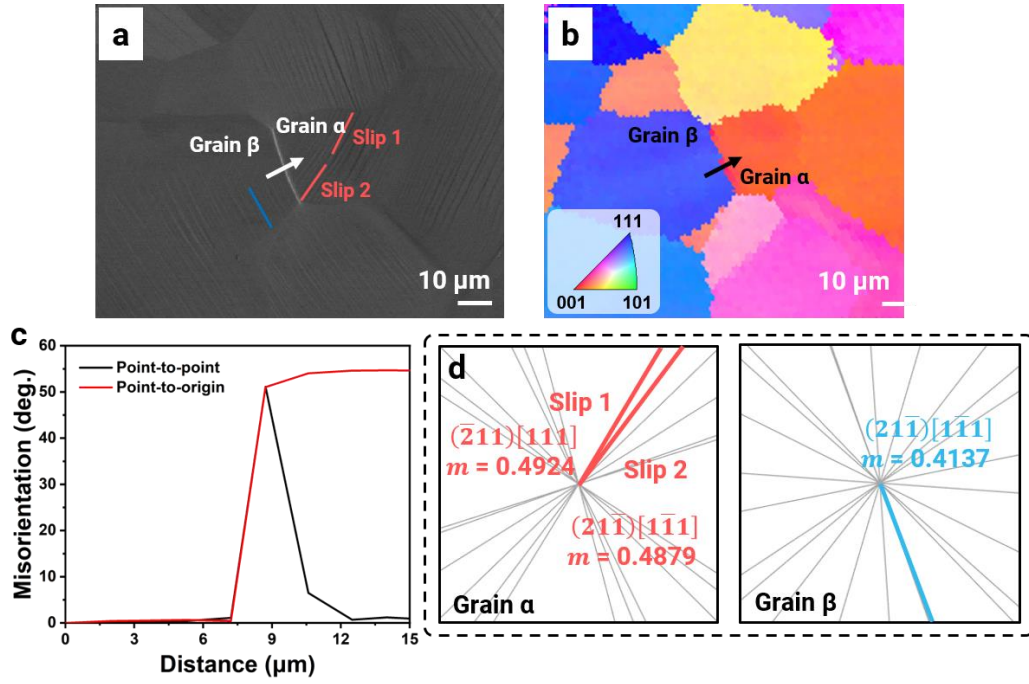 a
Grain β
Grain α
Slip 1
Slip 2
10 μm
b
Grain β
Grain α
111
001
101
10 μm
c
60
50
40
30
20
10
0
Misorientation (deg.)
Point-to-point
Point-to-origin
0
3
6
9
12
15
Distance (μm)
d
Slip 1
(2̅11)[111]
m = 0.4924
Slip 2
(211̅)[11̅1]
m = 0.4879
Grain α
(211̅)[11̅1]
m = 0.4137
Grain β